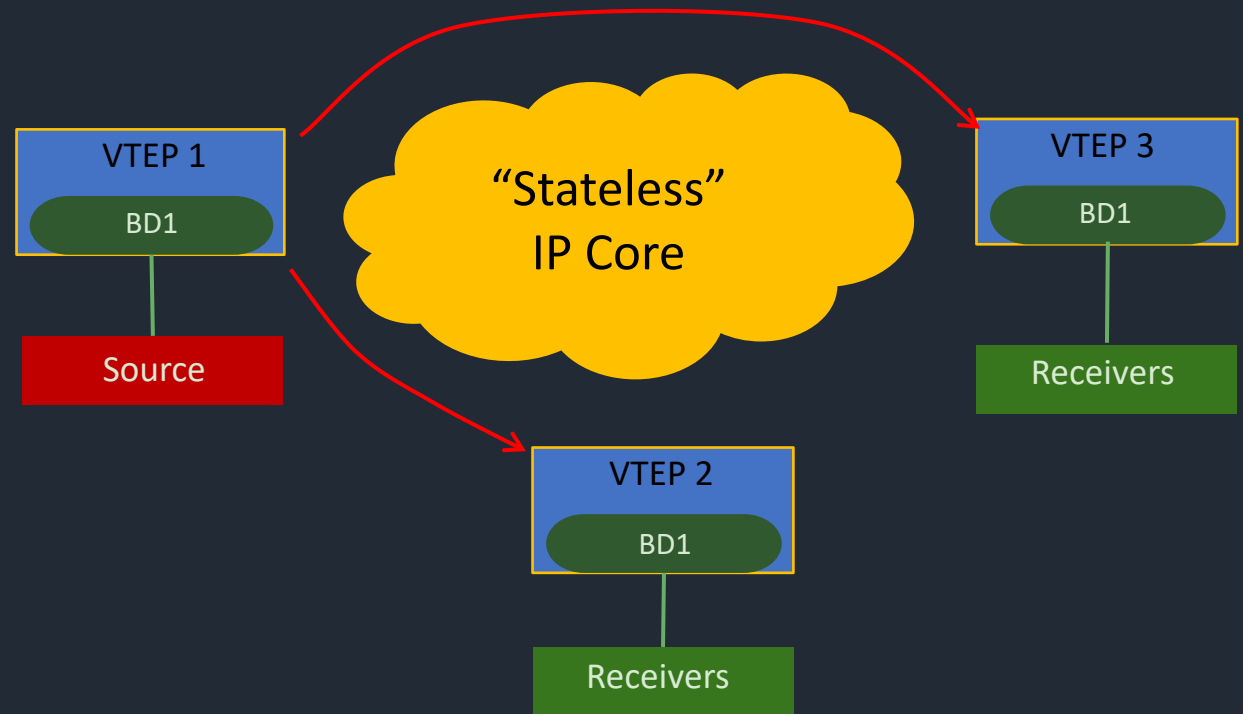 VTEP 1
BD1
Source
“Stateless”
IP Core
VTEP 3
BD1
Receivers
VTEP 2
BD1
Receivers